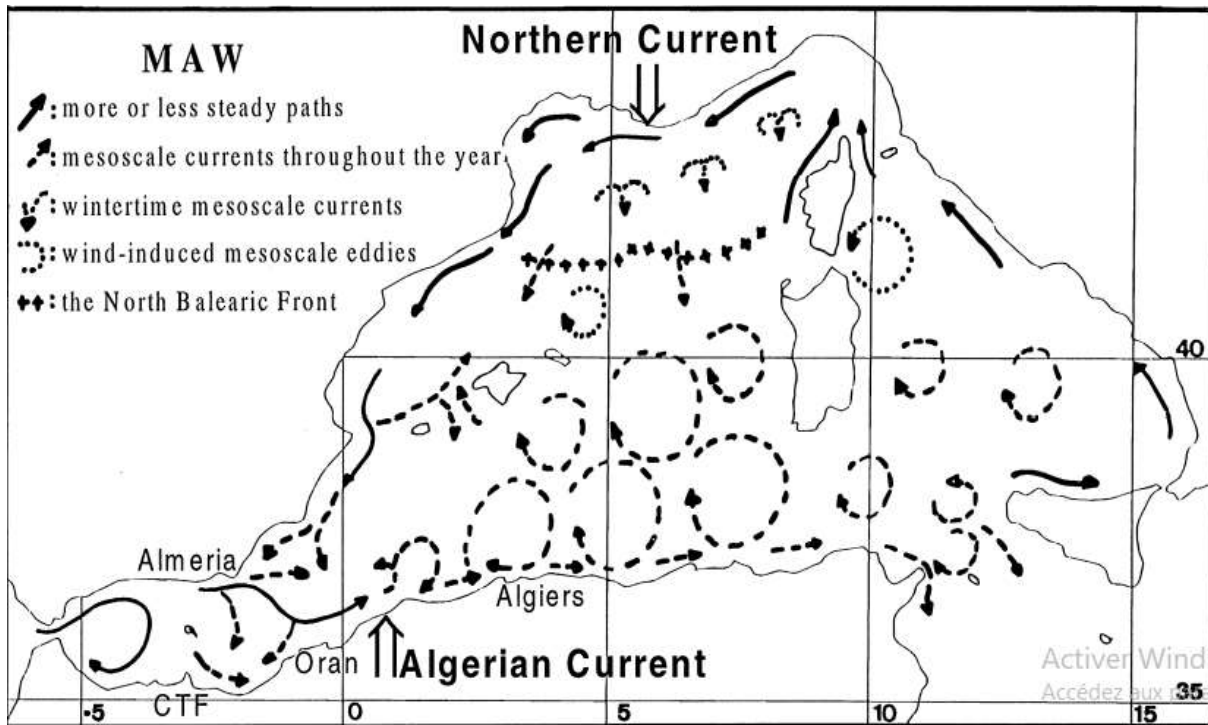 Northern Current
MAW
: more or less steady paths
: mesoscale currents throughout the year
: wintertime mesoscale currents
: wind-induced mesoscale eddies
: the North Balearic Front
40
Almeria
Algiers
Oran
Algerian Current
CTF
Activer Wind
Accédez aux
35
-5
0
5
10
15